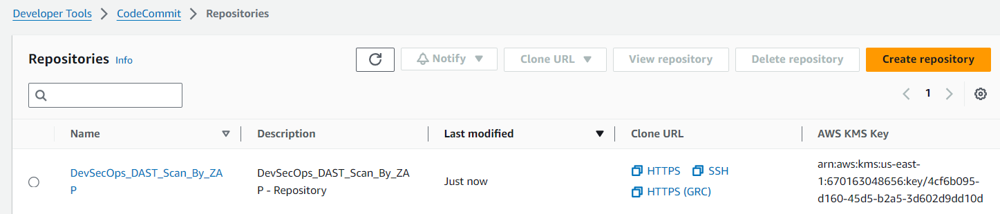 Developer Tools > CodeCommit > Repositories
Repositories Info
Notify Clone URL View repository Delete repository Create repository
1
Name Description Last modified Clone URL AWS KMS Key
DevSecOps_DAST_Scan_By_ZA
P
DevSecOps_DAST_Scan_By_ZA
P - Repository
Just now
HTTPS SSH
HTTPS (GRC)
arn:aws:kms:us-east-
1:670163048656:key/4cf6b095-
d160-45d5-b2a5-3d602d9dd10d